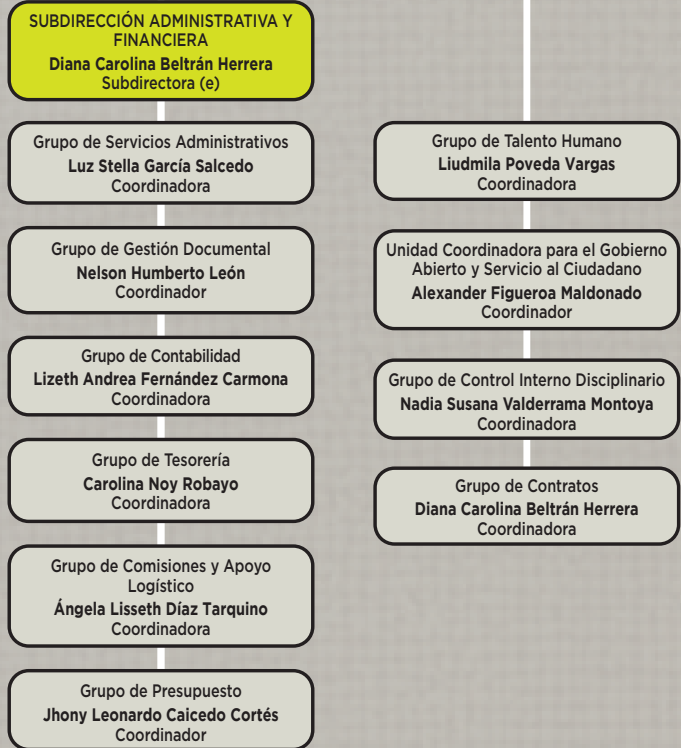 SUBDIRECCIÓN ADMINISTRATIVA Y
FINANCIERA
Diana Carolina Beltrán Herrera
Subdirectora (e)
Grupo de Servicios Administrativos
Luz Stella García Salcedo
Coordinadora
Grupo de Gestión Documental
Nelson Humberto León
Coordinador
Grupo de Contabilidad
Lizeth Andrea Fernández Carmona
Coordinadora
Grupo de Tesorería
Carolina Noy Robayo
Coordinadora
Grupo de Comisiones y Apoyo
Logístico
Ángela Lisseth Díaz Tarquino
Coordinadora
Grupo de Presupuesto
Jhony Leonardo Caicedo Cortés
Coordinador
Grupo de Talento Humano
Liudmila Poveda Vargas
Coordinadora
Unidad Coordinadora para el Gobierno
Abierto y Servicio al Ciudadano
Alexander Figueroa Maldonado
Coordinador
Grupo de Control Interno Disciplinario
Nadia Susana Valderrama Montoya
Coordinadora
Grupo de Contratos
Diana Carolina Beltrán Herrera
Coordinadora